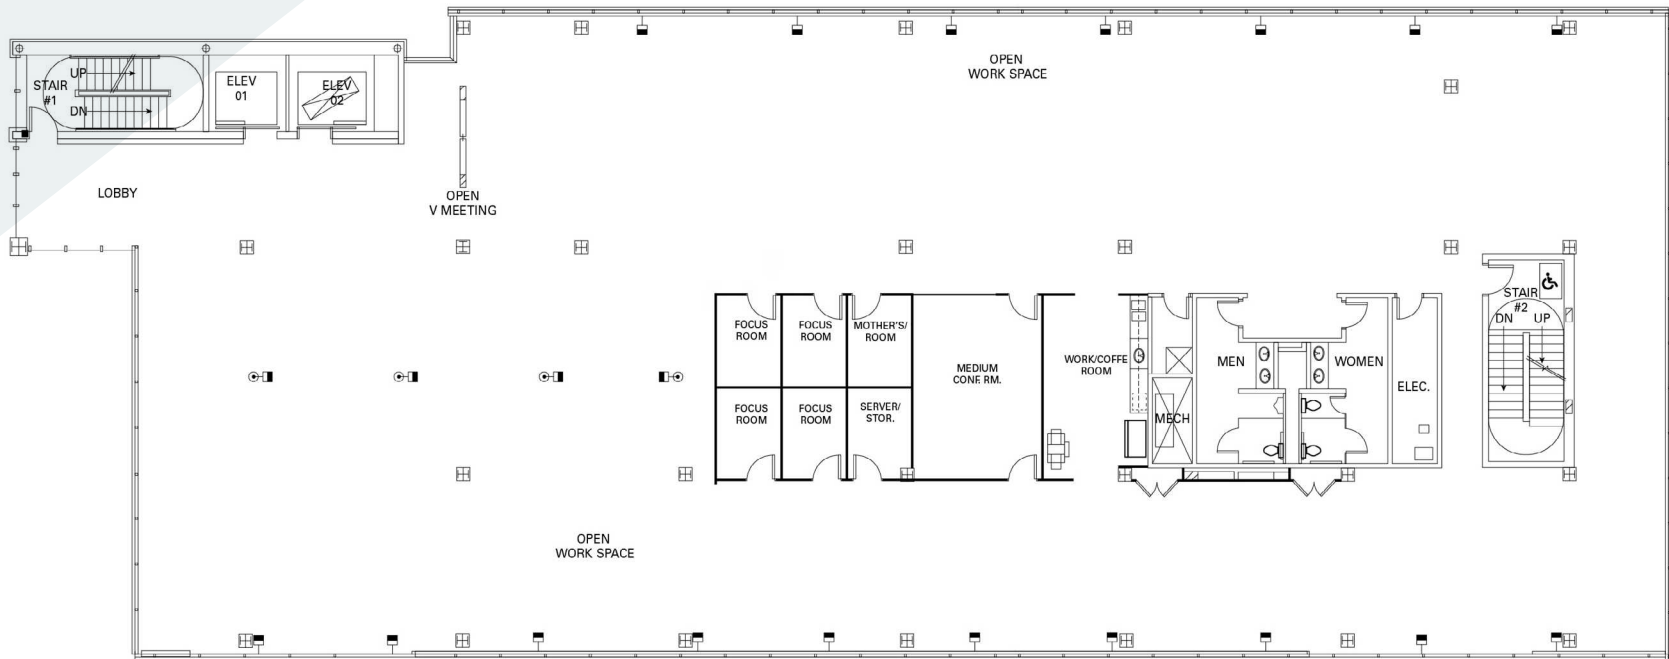 OPEN
WORK SPACE
UP
STAIR
#1
DN
ELEV
01
ELEV
02
LOBBY
OPEN
V MEETING
STAIR
#2
DN
UP
FOCUS
ROOM
FOCUS
ROOM
MOTHER'S/
ROOM
MEDIUM
CONF. RM.
WORK/COFFE
ROOM
MEN
WOMEN
ELEC.
MECH
FOCUS
ROOM
FOCUS
ROOM
SERVER/
STOR.
OPEN
WORK SPACE